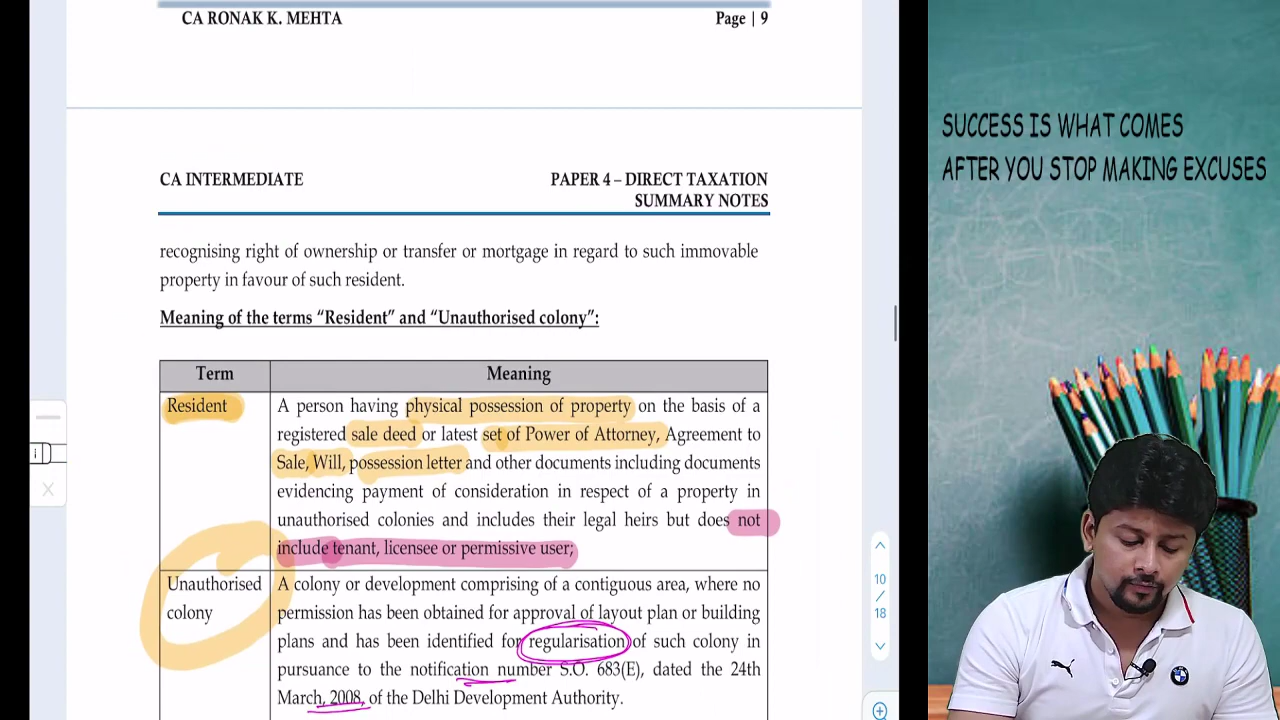 CA RONAK K. MEHTA Page | 9
CA INTERMEDIATE PAPER 4 – DIRECT TAXATION
SUMMARY NOTES
recognising right of ownership or transfer or mortgage in regard to such immovable
property in favour of such resident.
Meaning of the terms “Resident” and “Unauthorised colony”:
Term Meaning
Resident A person having physical possession of property on the basis of a
registered sale deed or latest set of Power of Attorney, Agreement to
Sale, Will, possession letter and other documents including documents
evidencing payment of consideration in respect of a property in
unauthorised colonies and includes their legal heirs but does not
include tenant, licensee or permissive user;
Unauthorised A colony or development comprising of a contiguous area, where no
colony permission has been obtained for approval of layout plan or building
plans and has been identified for regularisation of such colony in
pursuance to the notification number S.O. 683(E), dated the 24th
March, 2008, of the Delhi Development Authority.
i
10
/
18
SUCCESS IS WHAT COMES
AFTER YOU STOP MAKING EXCUSES